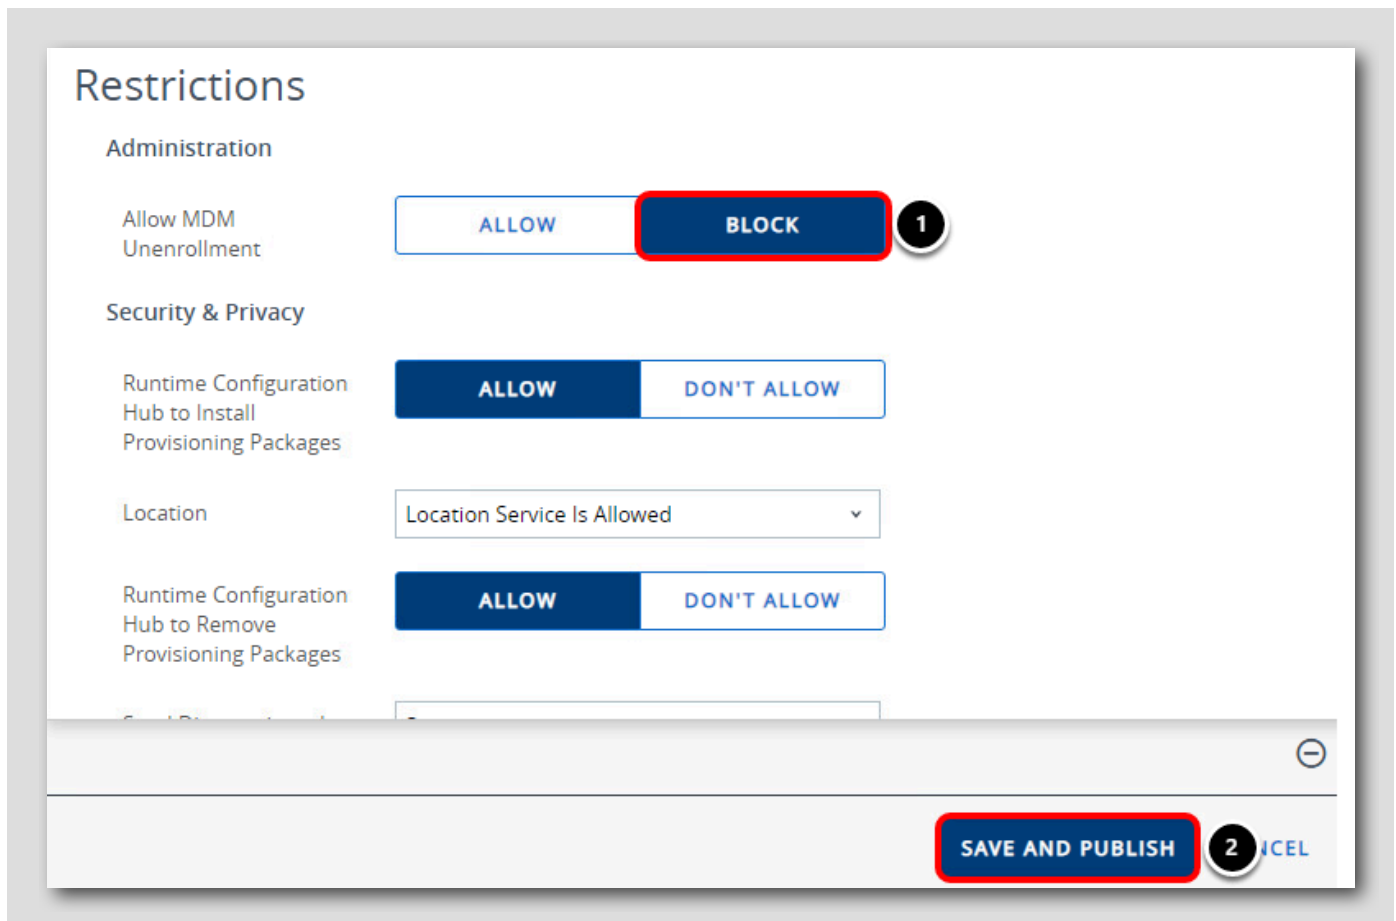 Restrictions
Administration
Allow MDM
Unenrollment
ALLOW
BLOCK
1
Security & Privacy
Runtime Configuration
Hub to Install
Provisioning Packages
ALLOW
DON'T ALLOW
Location
Location Service Is Allowed
Runtime Configuration
Hub to Remove
Provisioning Packages
ALLOW
DON'T ALLOW
SAVE AND PUBLISH
2
NCEL